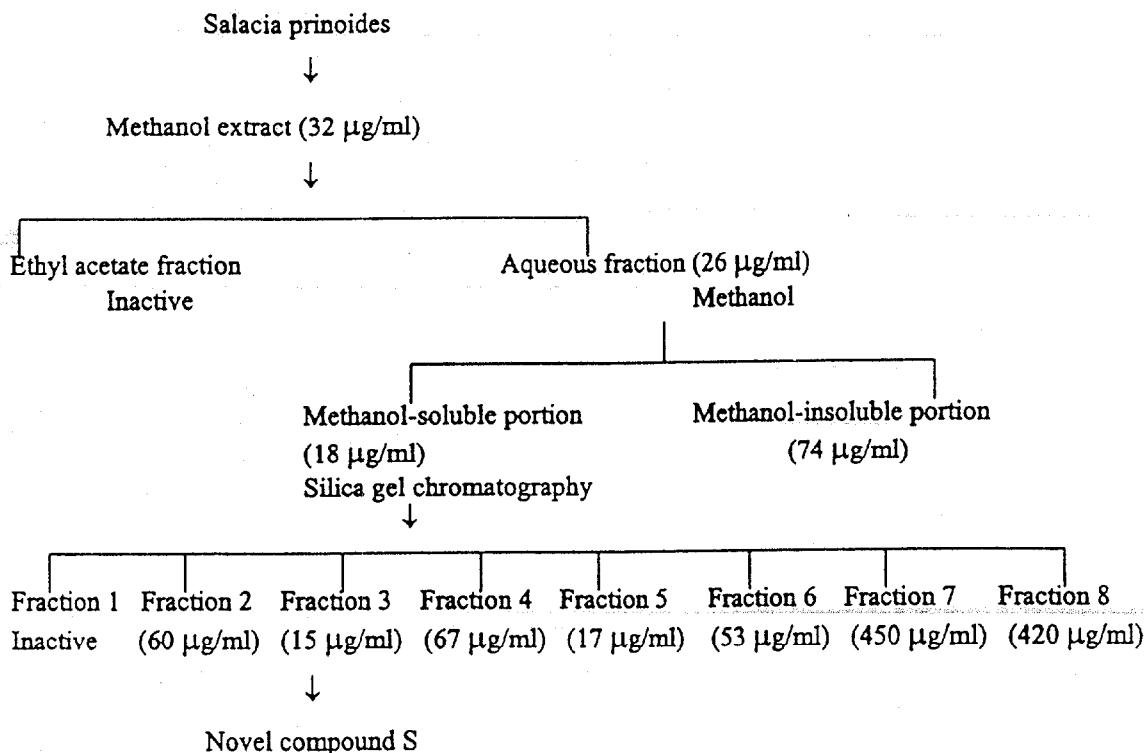 Salacia prinoides
↓
Methanol extract (32 µg/ml)
↓
Ethyl acetate fraction
Inactive
Aqueous fraction (26 µg/ml)
Methanol
Methanol-soluble portion
(18 µg/ml)
Silica gel chromatography
↓
Methanol-insoluble portion
(74 µg/ml)
Fraction 1 Fraction 2 Fraction 3 Fraction 4 Fraction 5 Fraction 6 Fraction 7 Fraction 8
Inactive (60 µg/ml) (15 µg/ml) (67 µg/ml) (17 µg/ml) (53 µg/ml) (450 µg/ml) (420 µg/ml)
↓
Novel compound S